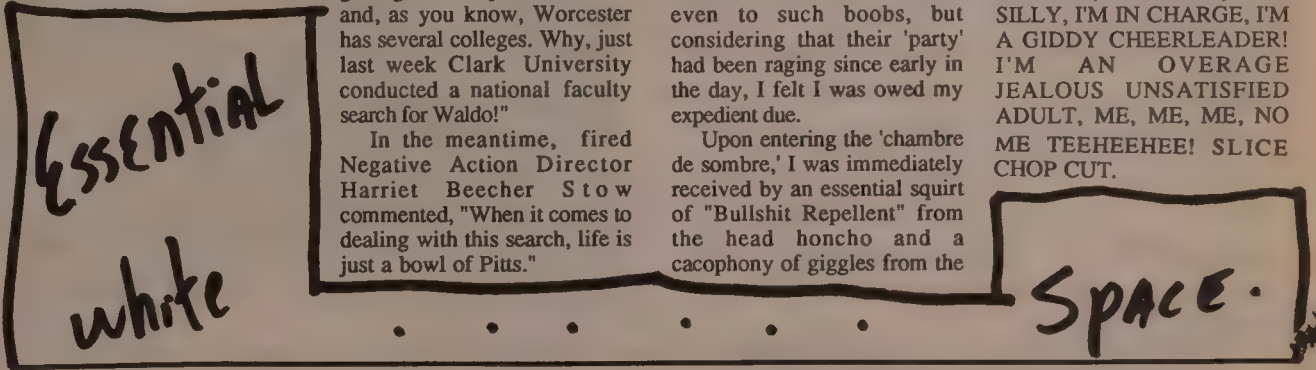 and, as you know, Worcester
has several colleges. Why, just
last week Clark University
conducted a national faculty
search for Waldo!"
In the meantime, fired
Negative Action Director
Harriet Beecher Stow
commented, "When it comes to
dealing with this search, life is
just a bowl of Pitts."
even to such boobs, but
considering that their 'party'
had been raging since early in
the day, I felt I was owed my
expedient due.
Upon entering the 'chambre
de sombre,' I was immediately
received by an essential squirt
of "Bullshit Repellent" from
the head honcho and a
cacophony of giggles from the
SILLY, I'M IN CHARGE, I'M
A GIDDY CHEERLEADER!
I'M AN OVERAGE
JEALOUS UNSATISFIED
ADULT, ME, ME, ME, NO
ME TEEHEEHEE! SLICE
CHOP CUT.
Essential
white
. . . . . .
SPACE.